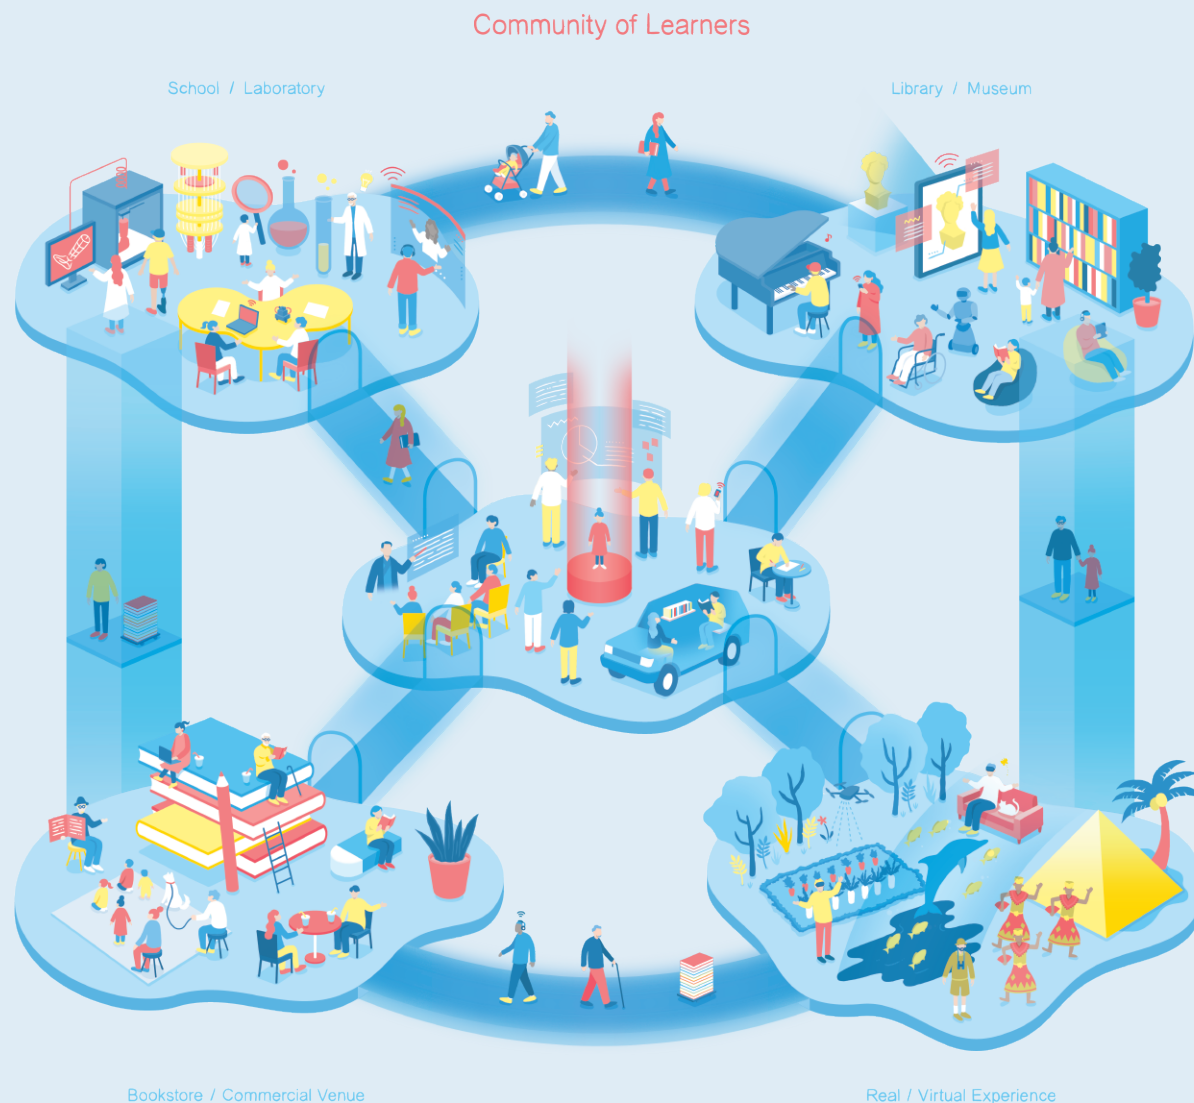 Community of Learners
School / Laboratory
Library / Museum
Bookstore / Commercial Venue
Real / Virtual Experience